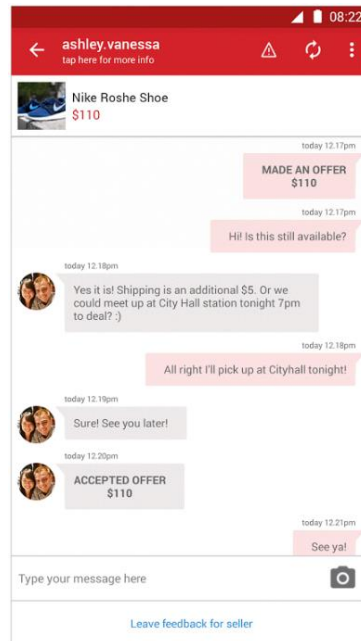 08:22
ashley.vanessa
tap here for more info
Nike Roshe Shoe
$110
today 12.17pm
MADE AN OFFER
$110
today 12.17pm
Hi! Is this still available?
today 12.18pm
Yes it is! Shipping is an additional $5. Or we
could meet up at City Hall station tonight 7pm
to deal? :)
today 12.18pm
All right I'll pick up at Cityhall tonight!
today 12.19pm
Sure! See you later!
today 12.20pm
ACCEPTED OFFER
$110
today 12.21pm
See ya!
Type your message here
Leave feedback for seller